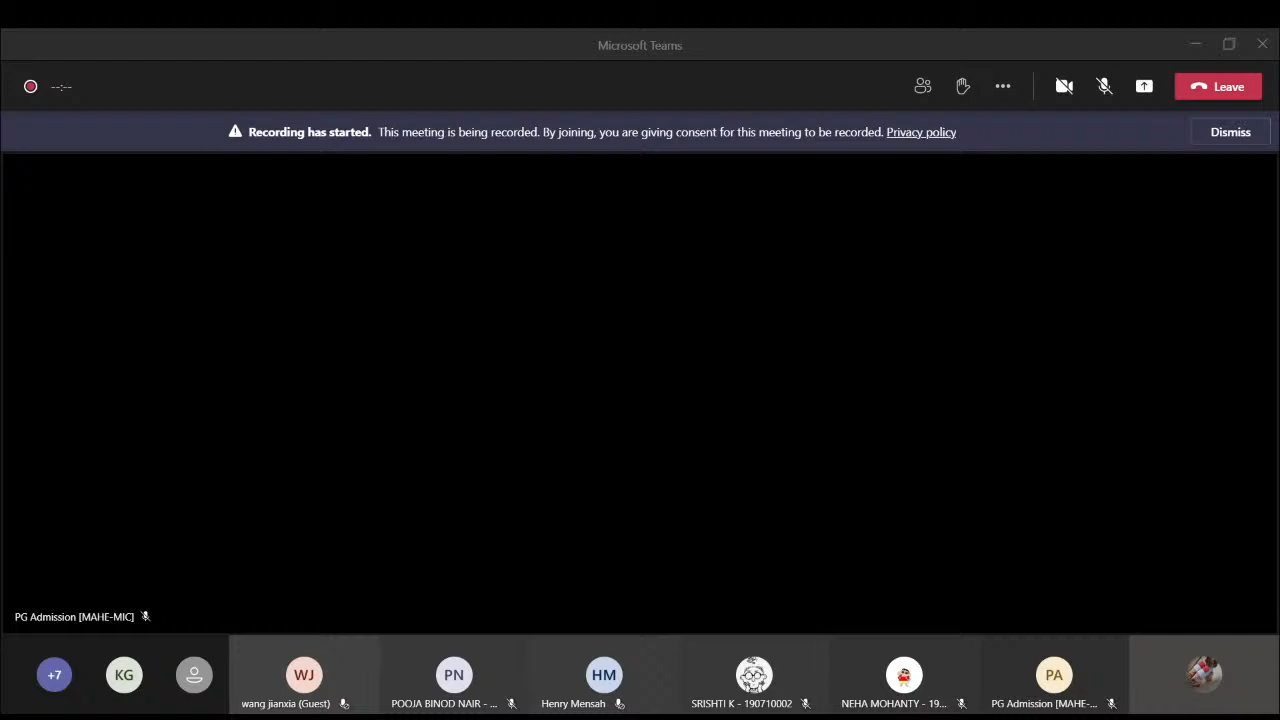 Microsoft Teams
--:--
Leave
Recording has started. This meeting is being recorded. By joining, you are giving consent for this meeting to be recorded. Privacy policy
Dismiss
PG Admission [MAHE-MIC]
+7
KG
WJ
PN
HM
PA
wang jianxia (Guest)
POOJA BINOD NAIR - ...
Henry Mensah
SRISHTI K - 190710002
NEHA MOHANTY - 19...
PG Admission [MAHE-...